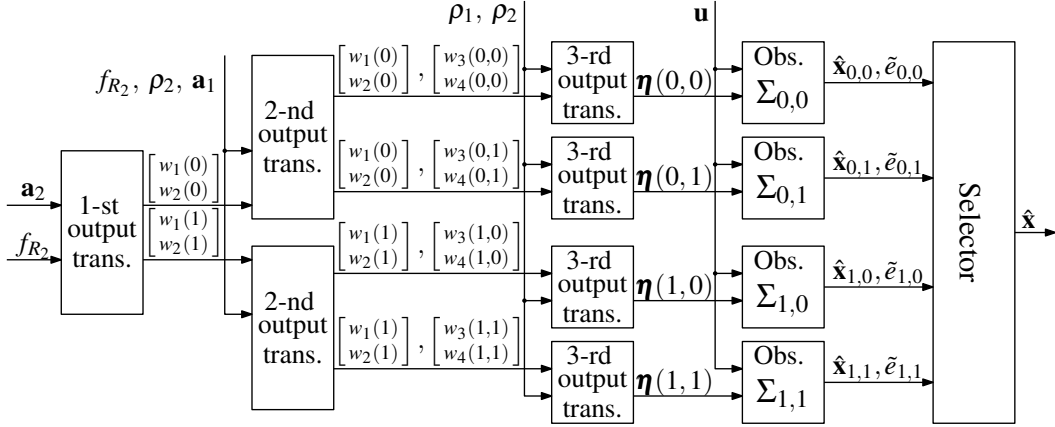 𝛒₁, 𝛒₂
𝐮
f_{R₂}, 𝛒₂, 𝐚₁
𝐚₂
f_{R₂}
1-st
output
trans.
[w₁(0)
w₂(0)]
[w₁(1)
w₂(1)]
2-nd
output
trans.
2-nd
output
trans.
[w₁(0) , [w₃(0,0)
w₂(0)] w₄(0,0)]
[w₁(0) , [w₃(0,1)
w₂(0)] w₄(0,1)]
[w₁(1) , [w₃(1,0)
w₂(1)] w₄(1,0)]
[w₁(1) , [w₃(1,1)
w₂(1)] w₄(1,1)]
3-rd
output
trans.
𝛈(0,0)
3-rd
output
trans.
𝛈(0,1)
3-rd
output
trans.
𝛈(1,0)
3-rd
output
trans.
𝛈(1,1)
Obs.
Σ₀,₀
Obs.
Σ₀,₁
Obs.
Σ₁,₀
Obs.
Σ₁,₁
𝐱̂₀,₀, ẽ₀,₀
𝐱̂₀,₁, ẽ₀,₁
𝐱̂₁,₀, ẽ₁,₀
𝐱̂₁,₁, ẽ₁,₁
Selector
𝐱̂